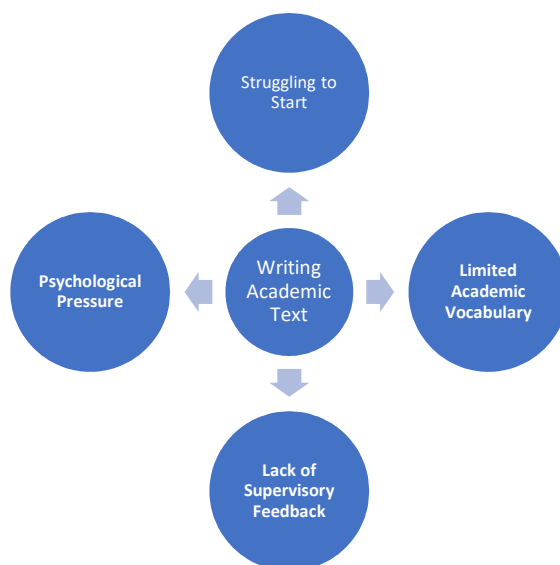 Struggling to
Start
Psychological
Pressure
Writing
Academic
Text
Limited
Academic
Vocabulary
Lack of
Supervisory
Feedback